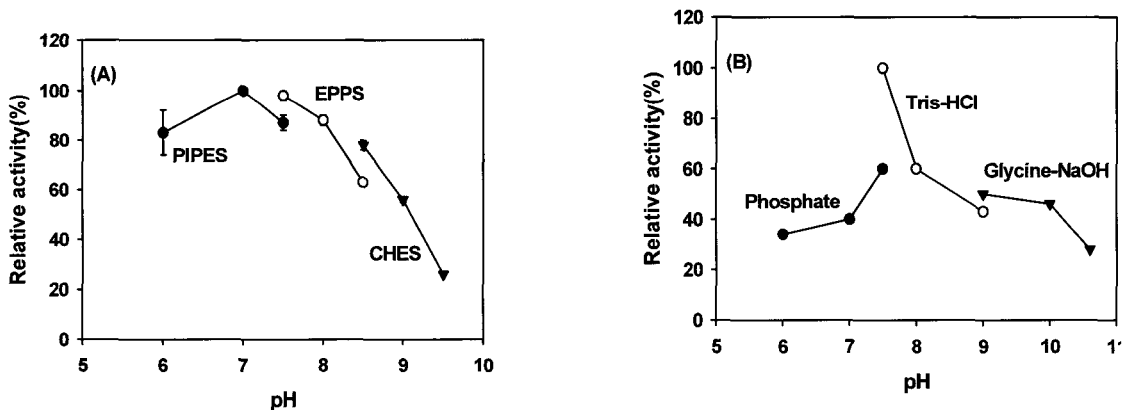 (A)
Relative activity(%)
120
100
80
60
40
20
0
EPPS
PIPES
CHES
5 6 7 8 9 10
pH
(B)
Relative activity(%)
120
100
80
60
40
20
0
Tris-HCl
Glycine-NaOH
Phosphate
5 6 7 8 9 10 11
pH